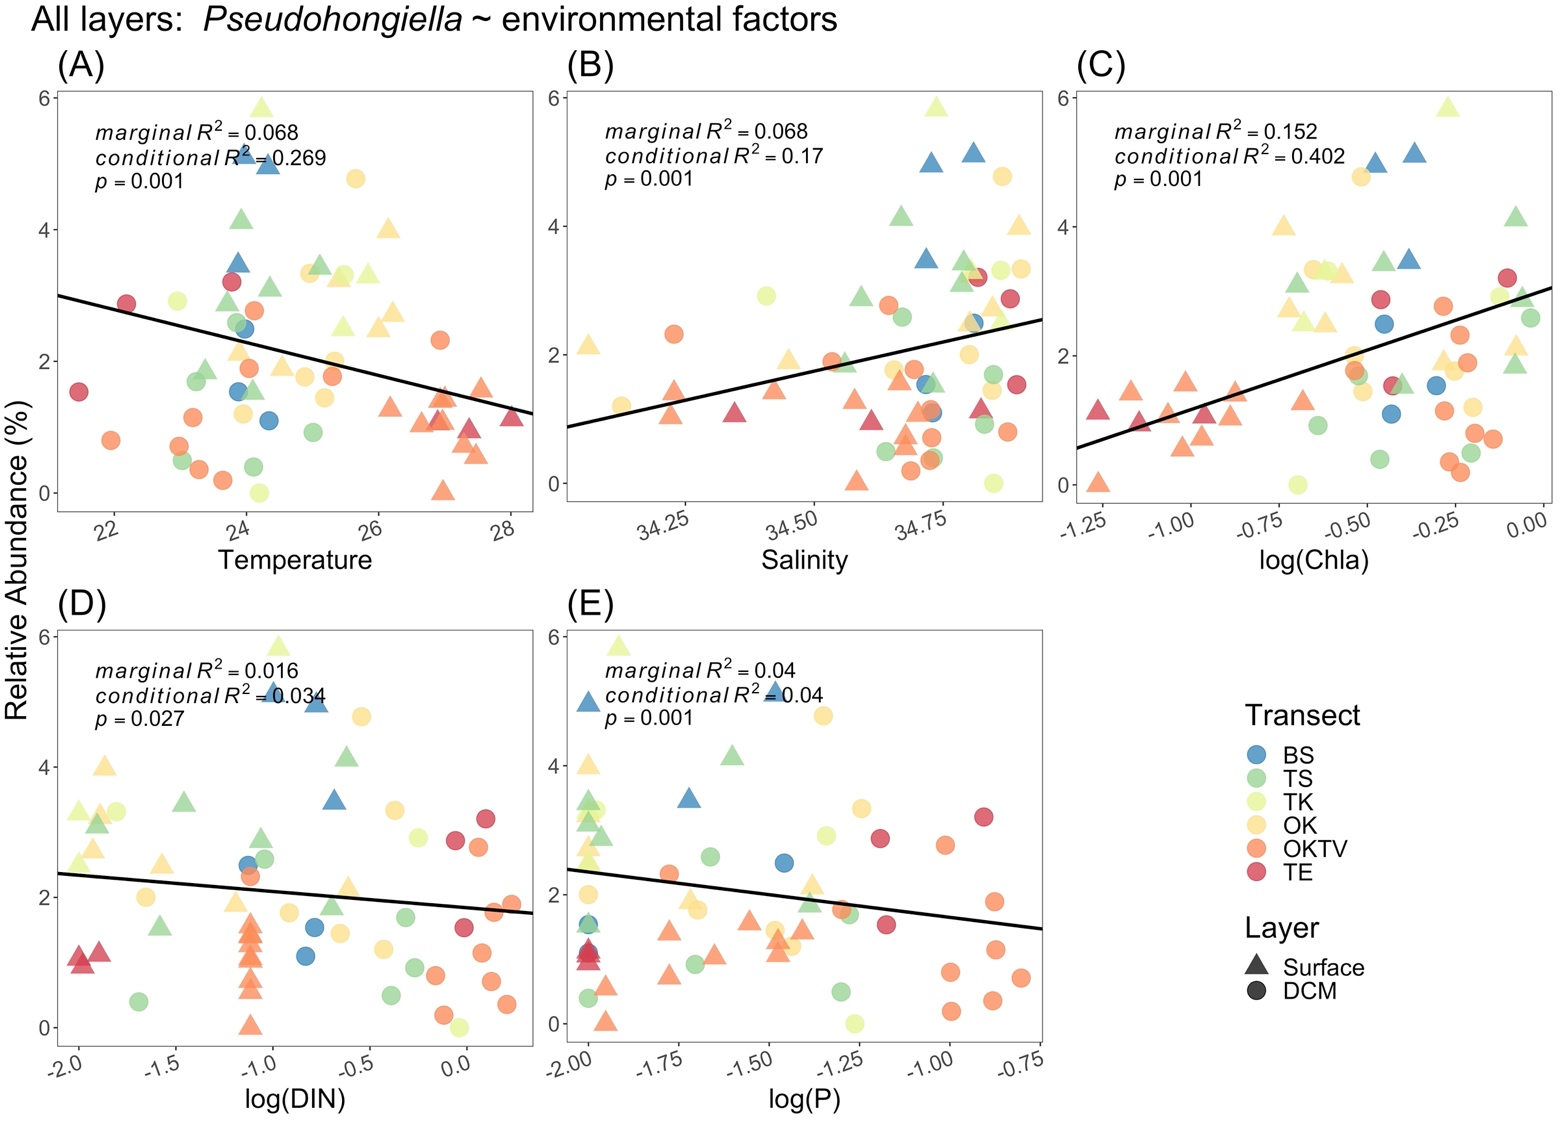 All layers: Pseudohongiella ~ environmental factors
(A)
marginal R² = 0.068
conditional R² = 0.269
p = 0.001
6
4
2
0
22
24
26
28
Temperature
(B)
marginal R² = 0.068
conditional R² = 0.17
p = 0.001
6
4
2
0
34.25
34.50
34.75
Salinity
(C)
marginal R² = 0.152
conditional R² = 0.402
p = 0.001
6
4
2
0
-1.25
-1.00
-0.75
-0.50
-0.25
0.00
log(Chla)
Relative Abundance (%)
(D)
marginal R² = 0.016
conditional R² = 0.034
p = 0.027
6
4
2
0
-2.0
-1.5
-1.0
-0.5
0.0
log(DIN)
(E)
marginal R² = 0.04
conditional R² = 0.04
p = 0.001
6
4
2
0
-2.00
-1.75
-1.50
-1.25
-1.00
-0.75
log(P)
Transect
BS
TS
TK
OK
OKTV
TE
Layer
Surface
DCM